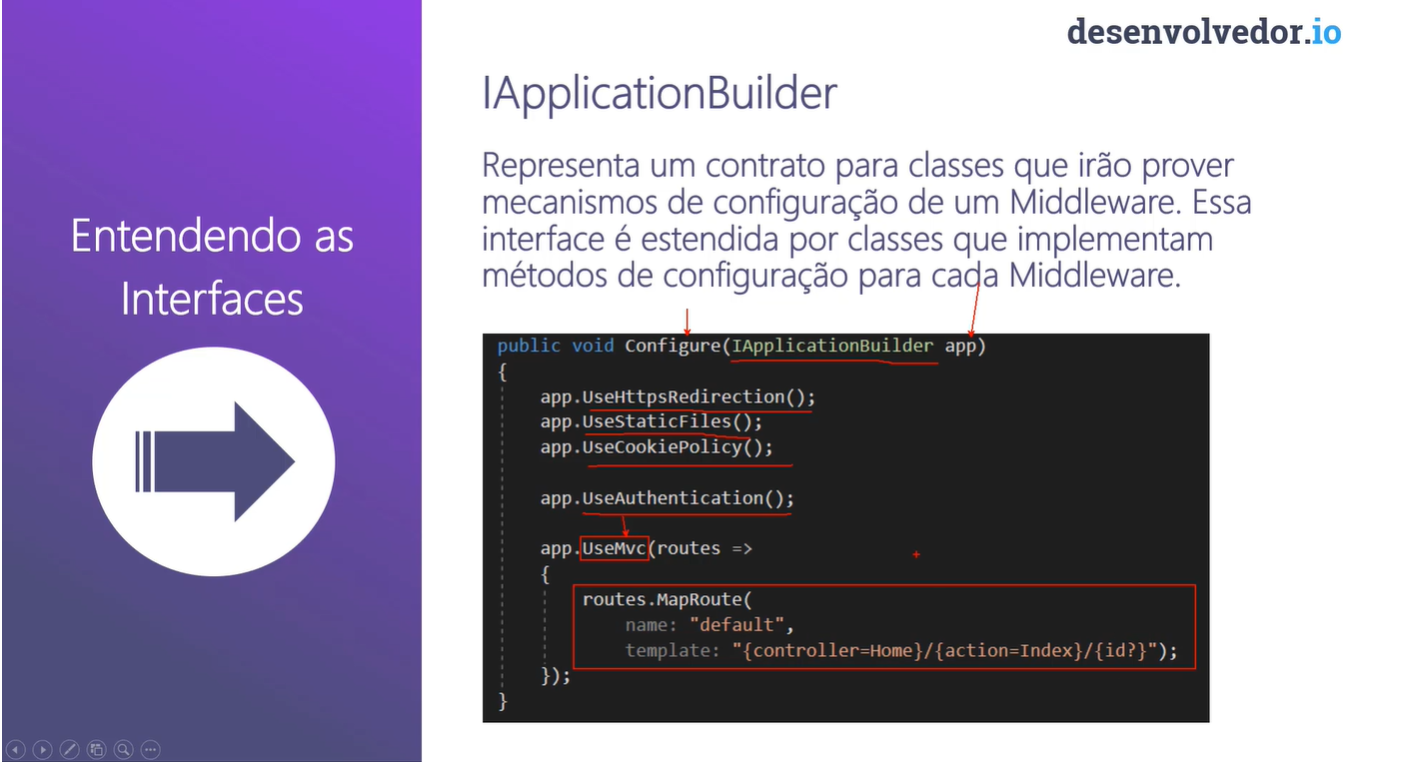 desenvolvedor.io
Entendendo as
Interfaces
IApplicationBuilder
Representa um contrato para classes que irão prover
mecanismos de configuração de um Middleware. Essa
interface é estendida por classes que implementam
métodos de configuração para cada Middleware.
public void Configure(IApplicationBuilder app)
{
    app.UseHttpsRedirection();
    app.UseStaticFiles();
    app.UseCookiePolicy();
    app.UseAuthentication();
    app.UseMvc(routes =>
    {
        routes.MapRoute(
            name: "default",
            template: "{controller=Home}/{action=Index}/{id?}");
    });
}